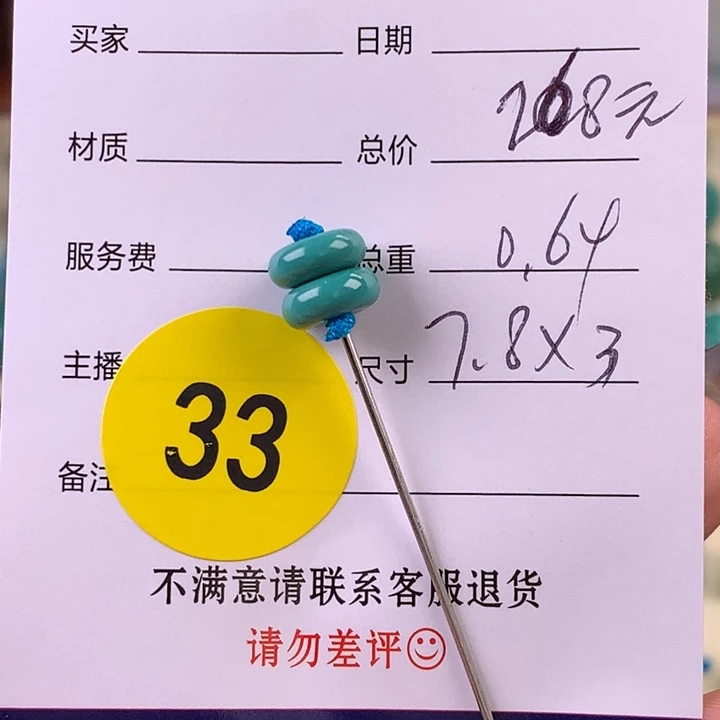 买家 日期
材质 总价 268元
服务费 总重 0.64
主播 尺寸 7.8×3
33
备注
不满意请联系客服退货
请勿差评